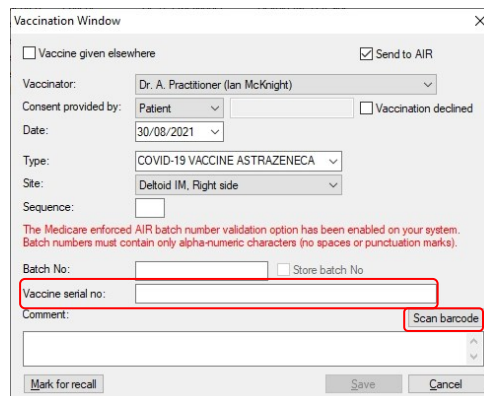 Vaccination Window
Vaccine given elsewhere Send to AIR
Vaccinator: Dr. A. Practitioner (Ian McKnight)
Consent provided by: Patient Vaccination declined
Date: 30/08/2021
Type: COVID-19 VACCINE ASTRAZENECA
Site: Deltoid IM, Right side
Sequence:
The Medicare enforced AIR batch number validation option has been enabled on your system.
Batch numbers must contain only alpha-numeric characters (no spaces or punctuation marks).
Batch No: Store batch No
Vaccine serial no:
Comment: Scan barcode
Mark for recall Save Cancel